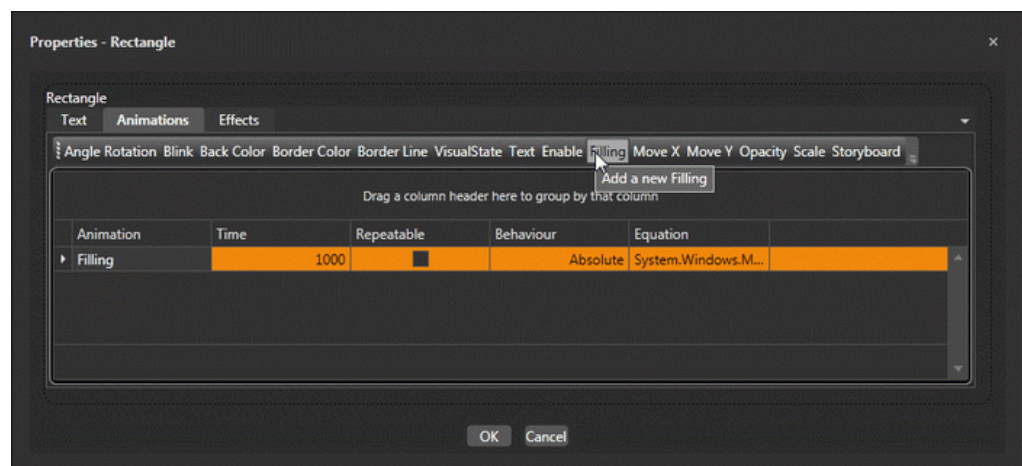 Properties - Rectangle
Rectangle
Text Animations Effects
Angle Rotation Blink Back Color Border Color Border Line VisualState Text Enable Filling Move X Move Y Opacity Scale Storyboard
Add a new Filling
Drag a column header here to group by that column
Animation Time Repeatable Behaviour Equation
Filling 1000 Absolute System.Windows.M...
OK Cancel